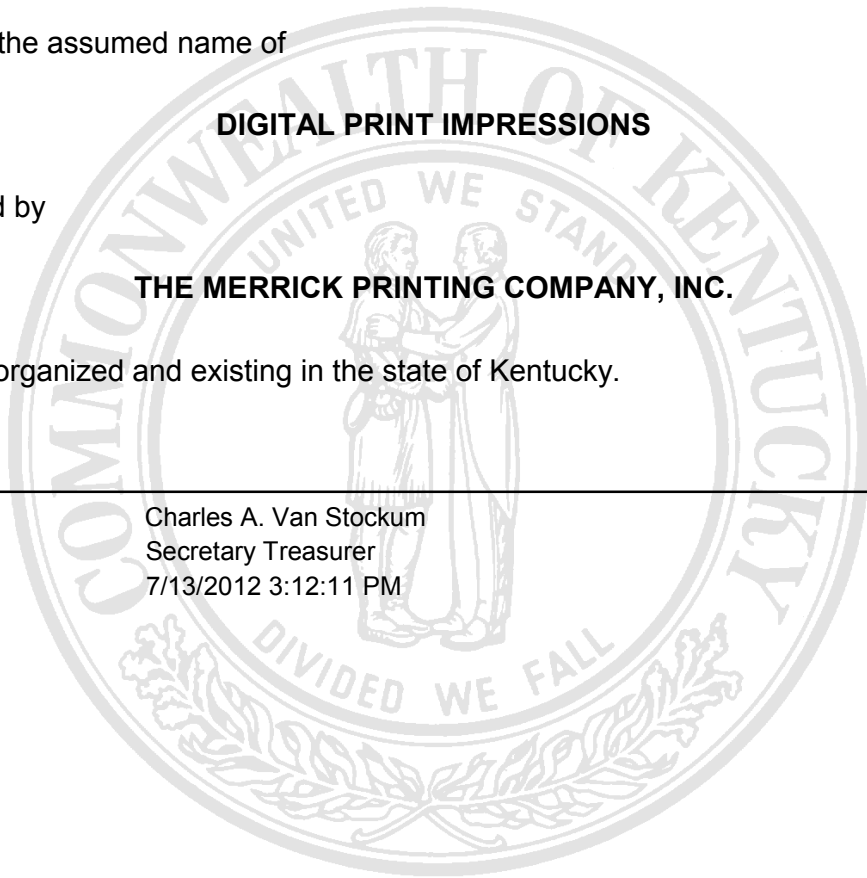 the assumed name of
DIGITAL PRINT IMPRESSIONS
by
THE MERRICK PRINTING COMPANY, INC.
organized and existing in the state of Kentucky.
Charles A. Van Stockum
Secretary Treasurer
7/13/2012 3:12:11 PM
COMMONWEALTH OF KENTUCKY
UNITED WE STAND
DIVIDED WE FALL